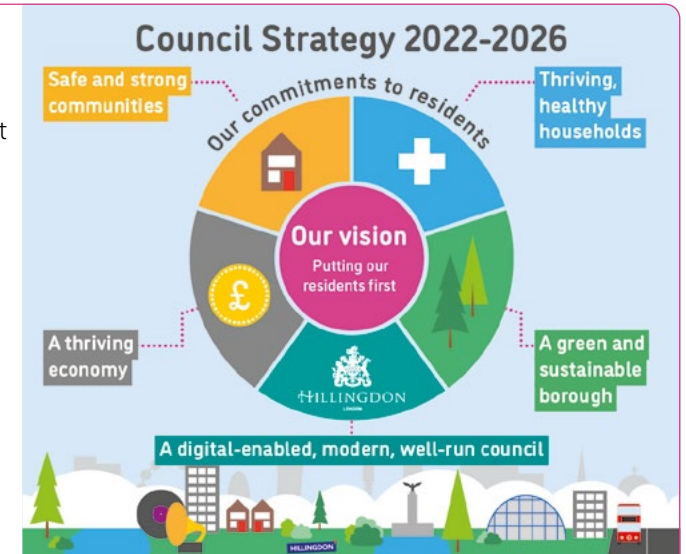 Council Strategy 2022-2026
Our commitments to residents
Safe and strong
communities
Thriving,
healthy
households
t
Our vision
Putting our
residents first
£
A thriving
economy
A green and
sustainable
borough
HILLINGDON
LONDON
A digital-enabled, modern, well-run council
HILLINGDON